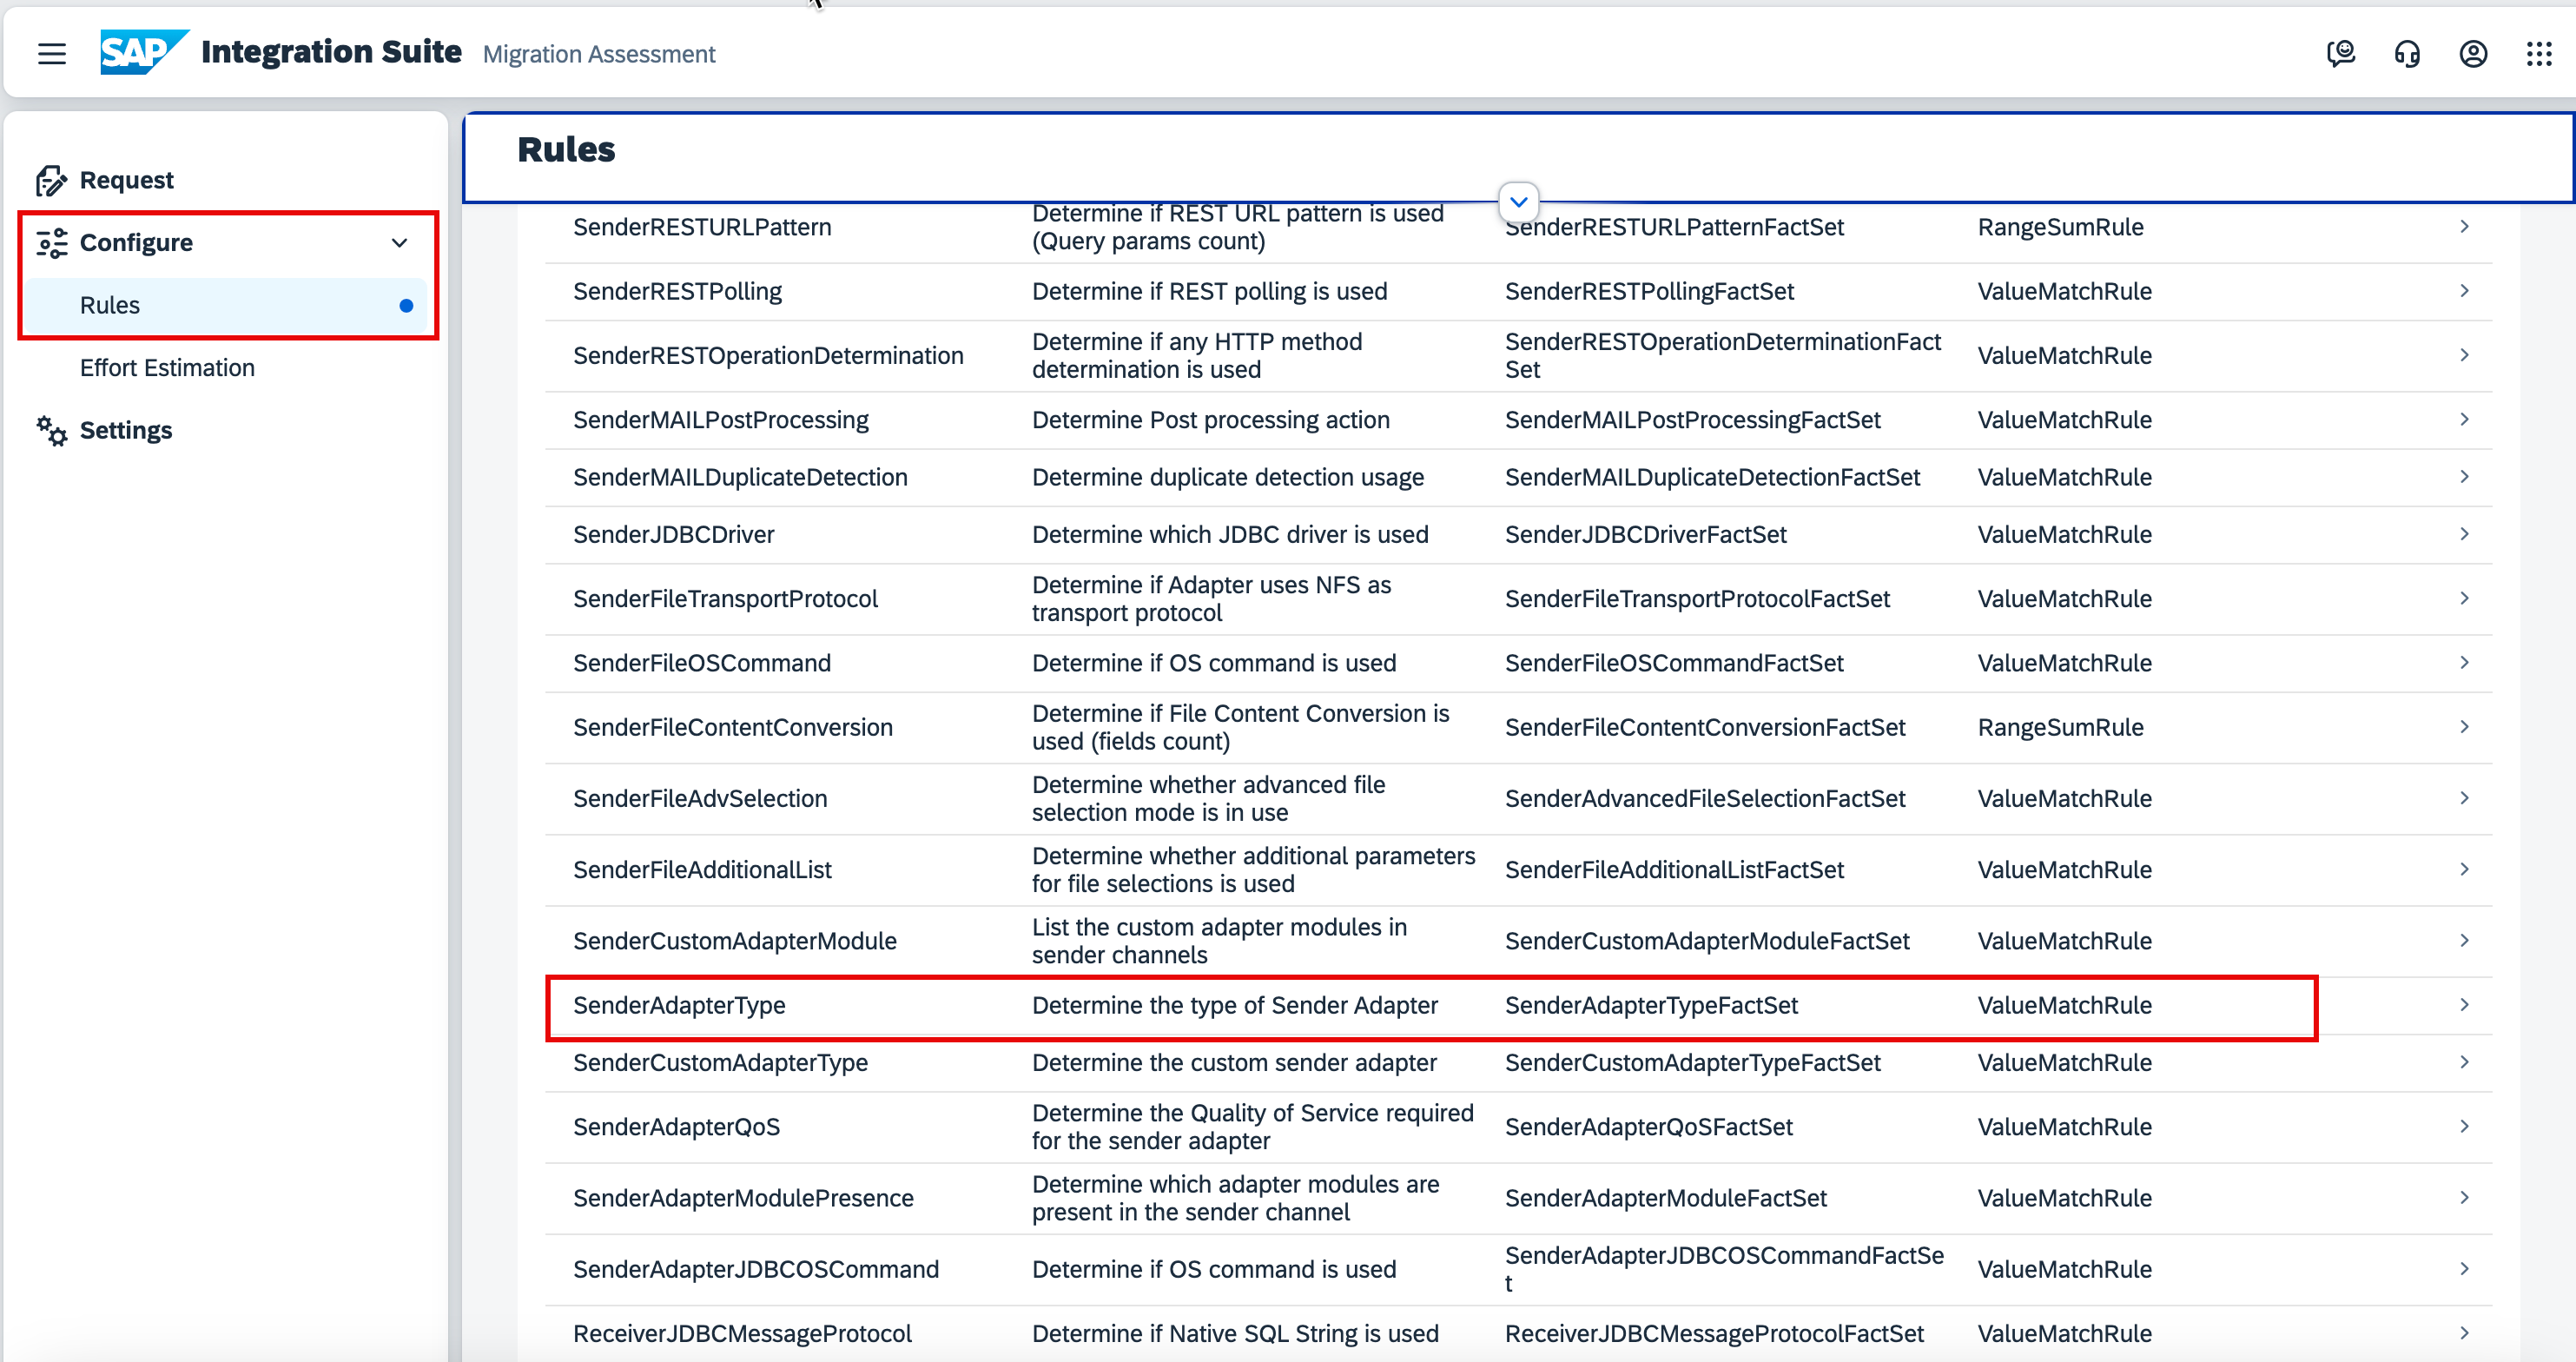 SAP Integration Suite Migration Assessment
Request
Configure
Rules
Effort Estimation
Settings
Rules
SenderRESTURLPattern
Determine if REST URL pattern is used
(Query params count)
SenderRESTURLPatternFactSet
RangeSumRule
SenderRESTPolling
Determine if REST polling is used
SenderRESTPollingFactSet
ValueMatchRule
SenderRESTOperationDetermination
Determine if any HTTP method
determination is used
SenderRESTOperationDeterminationFact
Set
ValueMatchRule
SenderMAILPostProcessing
Determine Post processing action
SenderMAILPostProcessingFactSet
ValueMatchRule
SenderMAILDuplicateDetection
Determine duplicate detection usage
SenderMAILDuplicateDetectionFactSet
ValueMatchRule
SenderJDBCDriver
Determine which JDBC driver is used
SenderJDBCDriverFactSet
ValueMatchRule
SenderFileTransportProtocol
Determine if Adapter uses NFS as
transport protocol
SenderFileTransportProtocolFactSet
ValueMatchRule
SenderFileOSCommand
Determine if OS command is used
SenderFileOSCommandFactSet
ValueMatchRule
SenderFileContentConversion
Determine if File Content Conversion is
used (fields count)
SenderFileContentConversionFactSet
RangeSumRule
SenderFileAdvSelection
Determine whether advanced file
selection mode is in use
SenderAdvancedFileSelectionFactSet
ValueMatchRule
SenderFileAdditionalList
Determine whether additional parameters
for file selections is used
SenderFileAdditionalListFactSet
ValueMatchRule
SenderCustomAdapterModule
List the custom adapter modules in
sender channels
SenderCustomAdapterModuleFactSet
ValueMatchRule
SenderAdapterType
Determine the type of Sender Adapter
SenderAdapterTypeFactSet
ValueMatchRule
SenderCustomAdapterType
Determine the custom sender adapter
SenderCustomAdapterTypeFactSet
ValueMatchRule
SenderAdapterQoS
Determine the Quality of Service required
for the sender adapter
SenderAdapterQoSFactSet
ValueMatchRule
SenderAdapterModulePresence
Determine which adapter modules are
present in the sender channel
SenderAdapterModuleFactSet
ValueMatchRule
SenderAdapterJDBCOSCommand
Determine if OS command is used
SenderAdapterJDBCOSCommandFactSe
t
ValueMatchRule
ReceiverJDBCMessageProtocol
Determine if Native SQL String is used
ReceiverJDBCMessageProtocolFactSet
ValueMatchRule